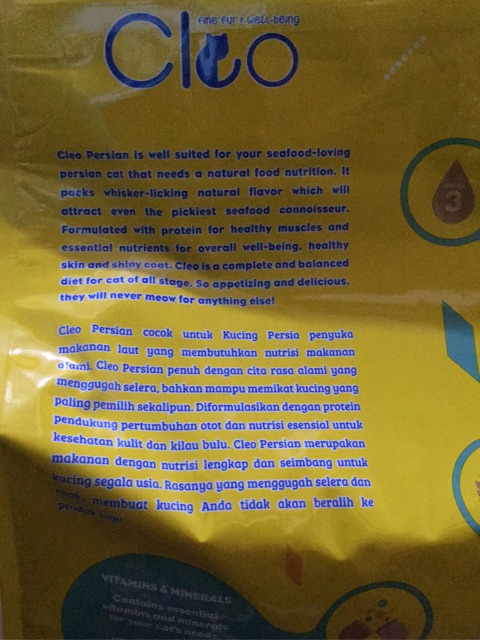 fine fur & well-being
Cleo
Cleo Persian is well suited for your seafood-loving
persian cat that needs a natural food nutrition. It
packs whisker-licking natural flavor which will
attract even the pickiest seafood connoisseur.
Formulated with protein for healthy muscles and
essential nutrients for overall well-being, healthy
skin and shiny coat. Cleo is a complete and balanced
diet for cat of all stage. So appetizing and delicious,
they will never meow for anything else!
Cleo Persian cocok untuk Kucing Persia penyuka
makanan laut yang membutuhkan nutrisi makanan
alami. Cleo Persian penuh dengan cita rasa alami yang
menggugah selera, bahkan mampu memikat kucing yang
paling pemilih sekalipun. Diformulasikan dengan protein
pendukung pertumbuhan otot dan nutrisi esensial untuk
kesehatan kulit dan kilau bulu. Cleo Persian merupakan
makanan dengan nutrisi lengkap dan seimbang untuk
kucing segala usia. Rasanya yang menggugah selera dan
enak, membuat kucing Anda tidak akan beralih ke
produk lain!
3
VITAMINS & MINERALS
Contains essential
vitamins and minerals
for your cat's needs